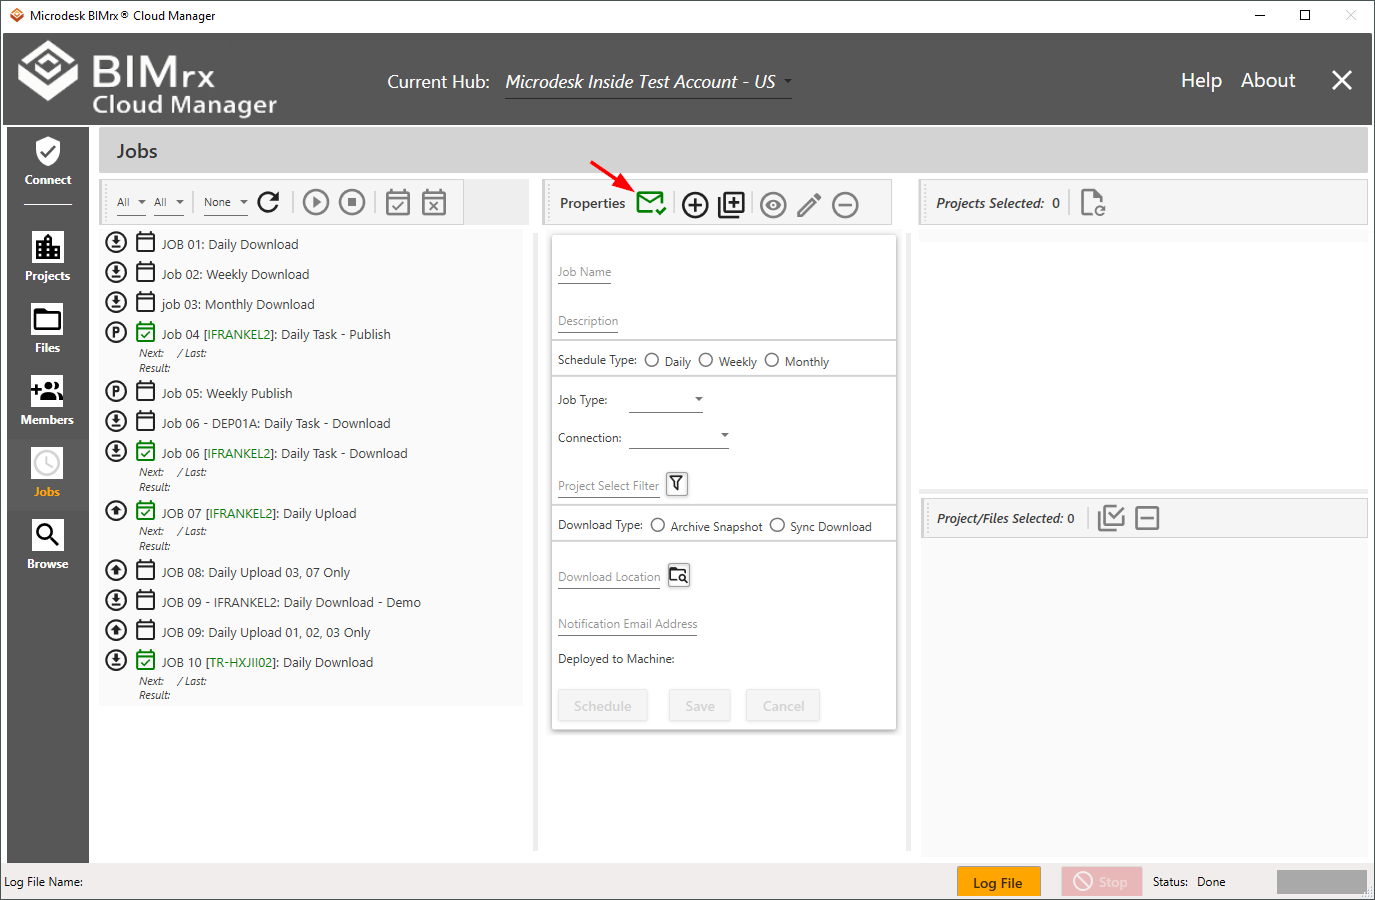 Microdesk BIMrx® Cloud Manager
BIMrx
Cloud Manager
Current Hub: Microdesk Inside Test Account - US
Help About
Connect
Projects
Files
Members
Jobs
Browse
Jobs
All All None
JOB 01: Daily Download
Job 02: Weekly Download
job 03: Monthly Download
P Job 04 [IFRANKEL2]: Daily Task - Publish
Next: / Last:
Result:
P Job 05: Weekly Publish
Job 06 - DEP01A: Daily Task - Download
Job 06 [IFRANKEL2]: Daily Task - Download
Next: / Last:
Result:
JOB 07 [IFRANKEL2]: Daily Upload
Next: / Last:
Result:
JOB 08: Daily Upload 03, 07 Only
JOB 09 - IFRANKEL2: Daily Download - Demo
JOB 09: Daily Upload 01, 02, 03 Only
JOB 10 [TR-HXJII02]: Daily Download
Next: / Last:
Result:
Properties
Job Name
Description
Schedule Type: Daily Weekly Monthly
Job Type:
Connection:
Project Select Filter
Download Type: Archive Snapshot Sync Download
Download Location
Notification Email Address
Deployed to Machine:
Schedule Save Cancel
Projects Selected: 0
Project/Files Selected: 0
Log File Name:
Log File
Stop
Status: Done